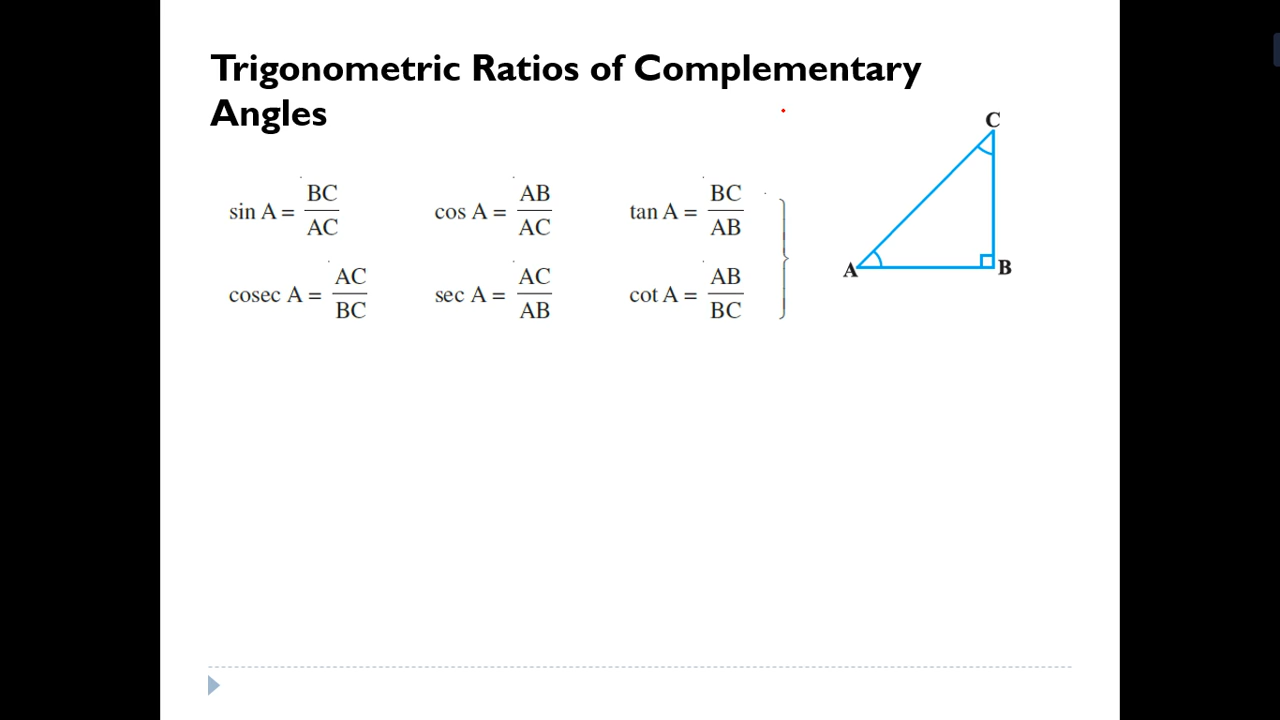 Trigonometric Ratios of Complementary
Angles
C
sin A = BC/AC cos A = AB/AC tan A = BC/AB
A B
cosec A = AC/BC sec A = AC/AB cot A = AB/BC